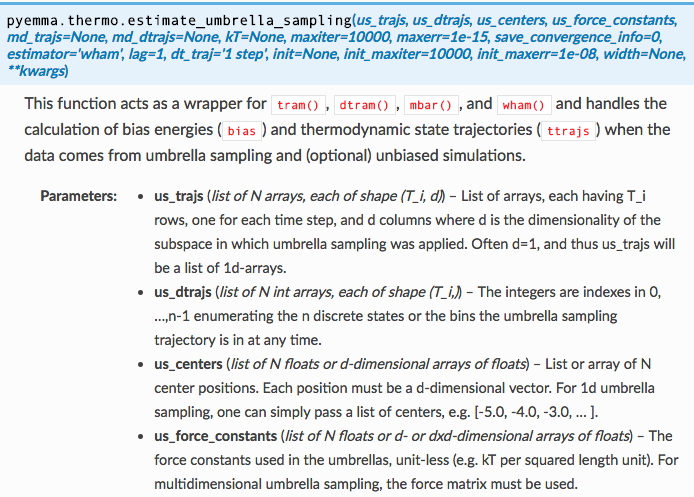 pyemma.thermo.estimate_umbrella_sampling(us_trajs, us_dtrajs, us_centers, us_force_constants,
md_trajs=None, md_dtrajs=None, kT=None, maxiter=10000, maxerr=1e-15, save_convergence_info=0,
estimator='wham', lag=1, dt_traj='1 step', init=None, init_maxiter=10000, init_maxerr=1e-08, width=None,
**kwargs)
This function acts as a wrapper for tram() , dtram() , mbar() , and wham() and handles the
calculation of bias energies ( bias ) and thermodynamic state trajectories ( ttrajs ) when the
data comes from umbrella sampling and (optional) unbiased simulations.
Parameters: • us_trajs (list of N arrays, each of shape (T_i, d)) – List of arrays, each having T_i
rows, one for each time step, and d columns where d is the dimensionality of the
subspace in which umbrella sampling was applied. Often d=1, and thus us_trajs will
be a list of 1d-arrays.
• us_dtrajs (list of N int arrays, each of shape (T_i,)) – The integers are indexes in 0,
...,n-1 enumerating the n discrete states or the bins the umbrella sampling
trajectory is in at any time.
• us_centers (list of N floats or d-dimensional arrays of floats) – List or array of N
center positions. Each position must be a d-dimensional vector. For 1d umbrella
sampling, one can simply pass a list of centers, e.g. [-5.0, -4.0, -3.0, ... ].
• us_force_constants (list of N floats or d- or dxd-dimensional arrays of floats) – The
force constants used in the umbrellas, unit-less (e.g. kT per squared length unit). For
multidimensional umbrella sampling, the force matrix must be used.